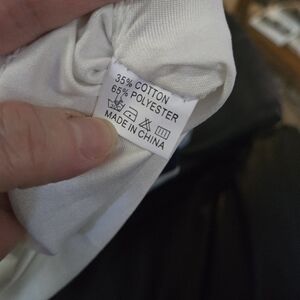 35% COTTON
65% POLYESTER
MADE IN CHINA